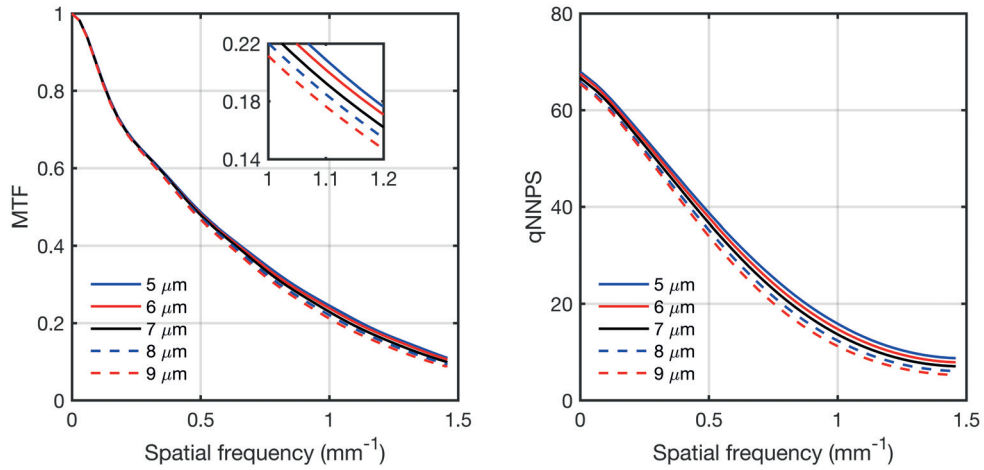 1
0.8
0.6
0.4
0.2
0
MTF
0.22
0.18
0.14
1 1.1 1.2
5 μm
6 μm
7 μm
8 μm
9 μm
0 0.5 1 1.5
Spatial frequency (mm⁻¹)
80
60
40
20
0
qNNPS
5 μm
6 μm
7 μm
8 μm
9 μm
0 0.5 1 1.5
Spatial frequency (mm⁻¹)